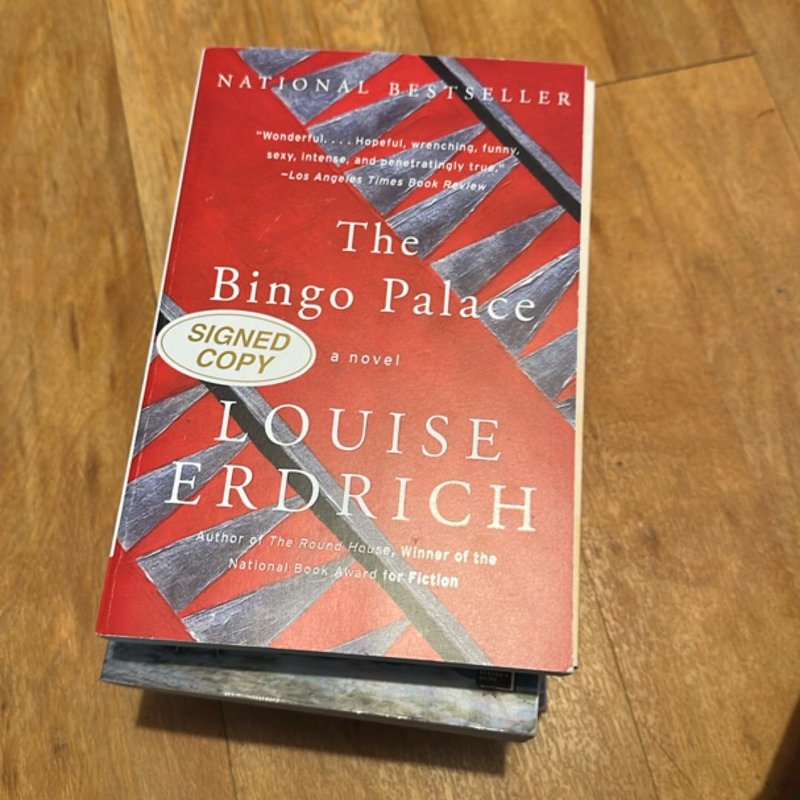 NATIONAL BESTSELLER
"Wonderful. . . . Hopeful, wrenching, funny,
sexy, intense, and penetratingly true."
—Los Angeles Times Book Review
The
Bingo Palace
SIGNED
COPY
a novel
LOUISE
ERDRICH
Author of The Round House, Winner of the
National Book Award for Fiction